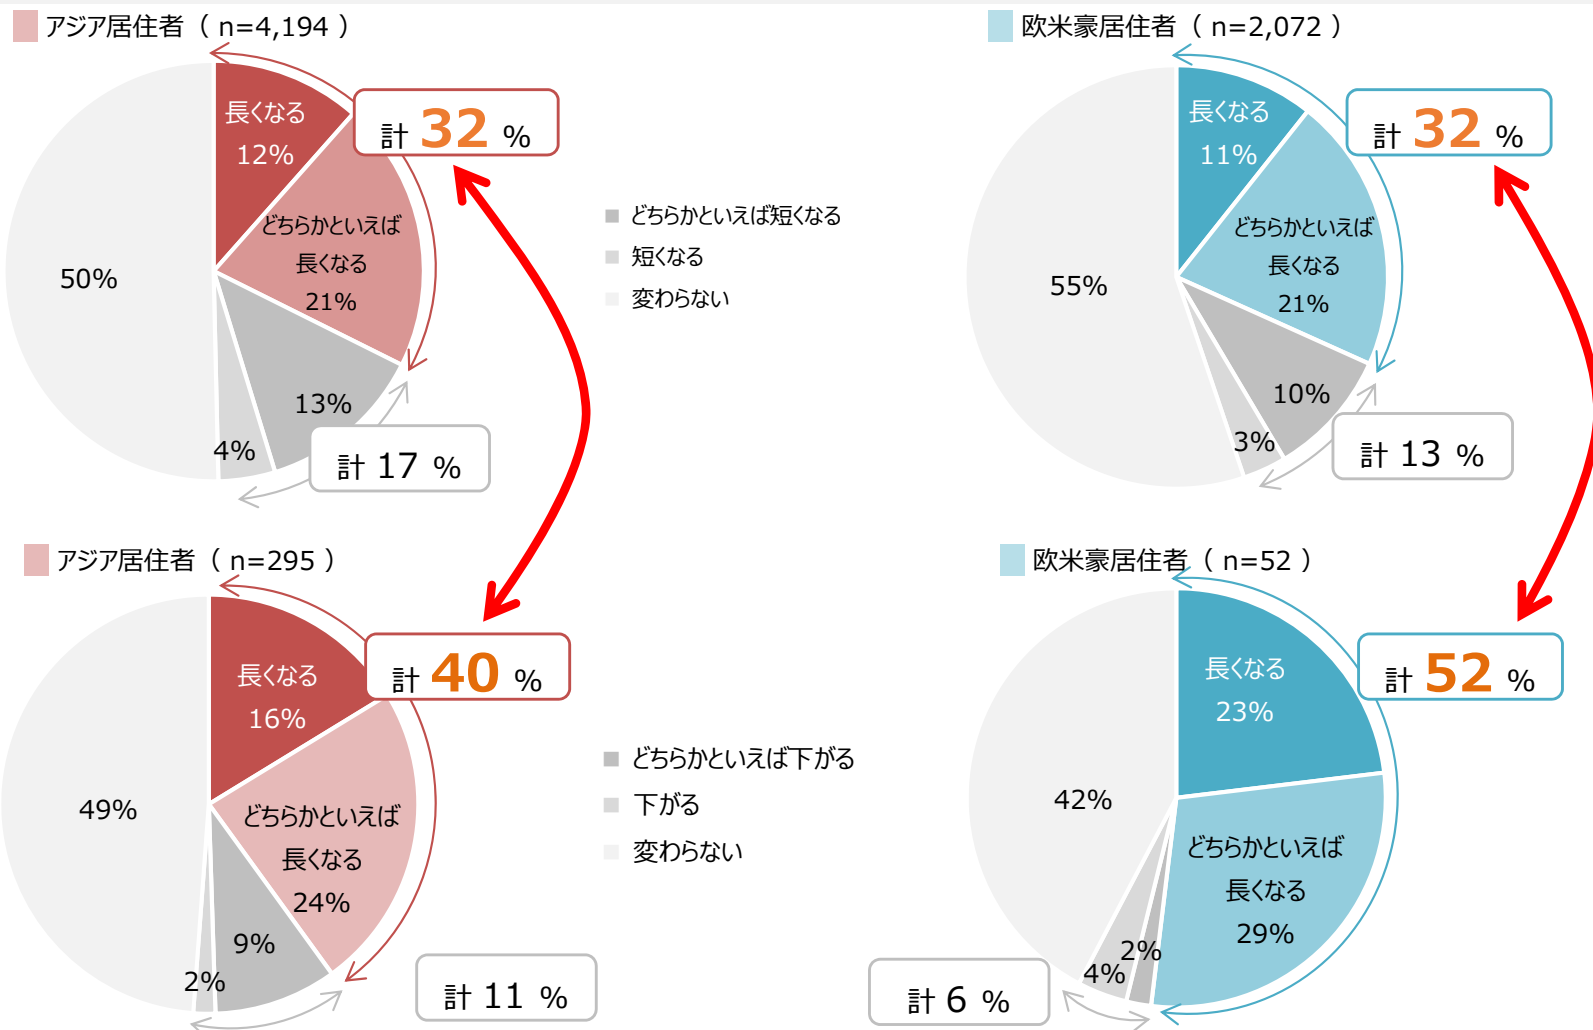 アジア居住者（ n=4,194 ）
長くなる
12%
計 32 %
どちらかといえば
長くなる
21%
50%
13%
4%
計 17 %
どちらかといえば短くなる
短くなる
変わらない
欧米豪居住者（ n=2,072 ）
長くなる
11%
計 32 %
どちらかといえば
長くなる
21%
55%
10%
3%
計 13 %
アジア居住者（ n=295 ）
長くなる
16%
計 40 %
49%
どちらかといえば
長くなる
24%
9%
2%
計 11 %
どちらかといえば下がる
下がる
変わらない
欧米豪居住者（ n=52 ）
長くなる
23%
計 52 %
42%
どちらかといえば
長くなる
29%
2%
4%
計 6 %